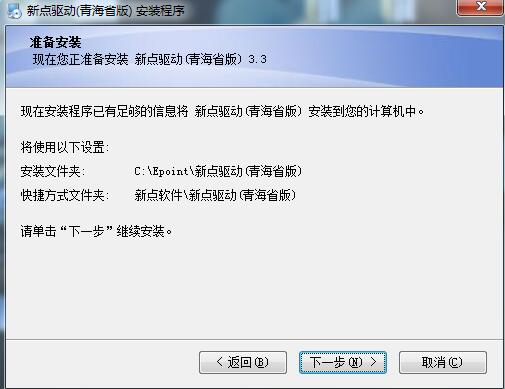 新点驱动(青海省版) 安装程序
准备安装
现在您正准备安装 新点驱动(青海省版) 3.3
现在安装程序已有足够的信息将 新点驱动(青海省版) 安装到您的计算机中。
将使用以下设置:
安装文件夹: C:\Epoint\新点驱动(青海省版)
快捷方式文件夹: 新点软件\新点驱动(青海省版)
请单击“下一步”继续安装。
< 返回(B) 下一步(N) > 取消(C)